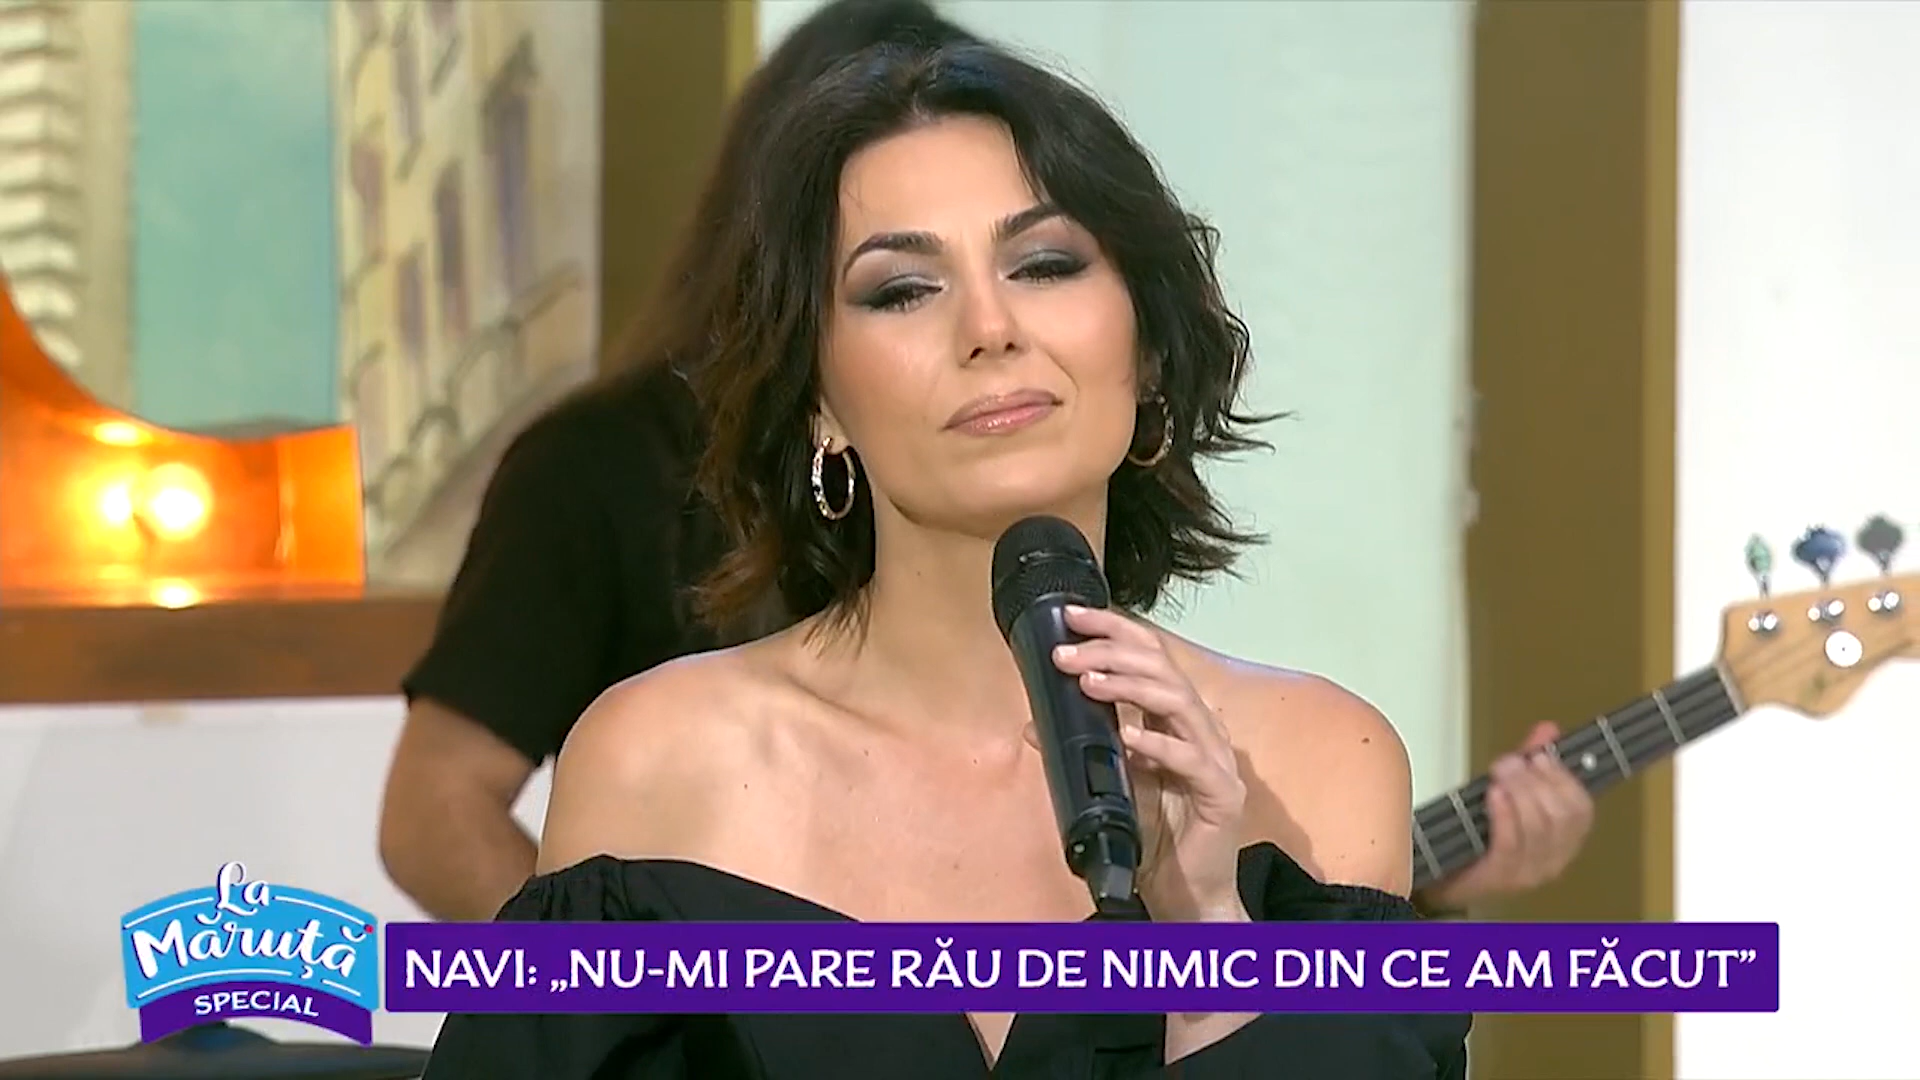 La
Măruță
SPECIAL
NAVI: „NU-MI PARE RĂU DE NIMIC DIN CE AM FĂCUT”